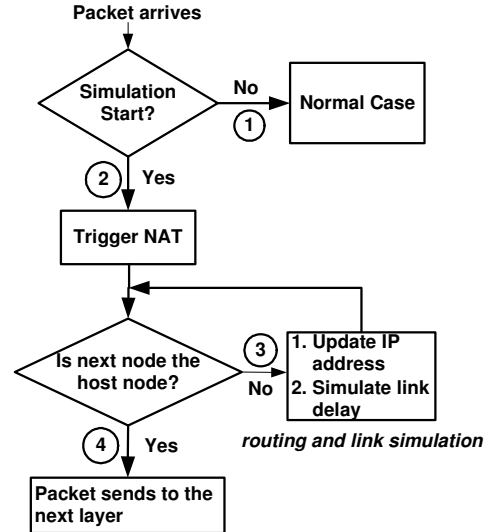 Packet arrives
Simulation
Start?
No
1
Normal Case
2
Yes
Trigger NAT
Is next node the
host node?
3
No
1. Update IP
address
2. Simulate link
delay
routing and link simulation
4
Yes
Packet sends to the
next layer